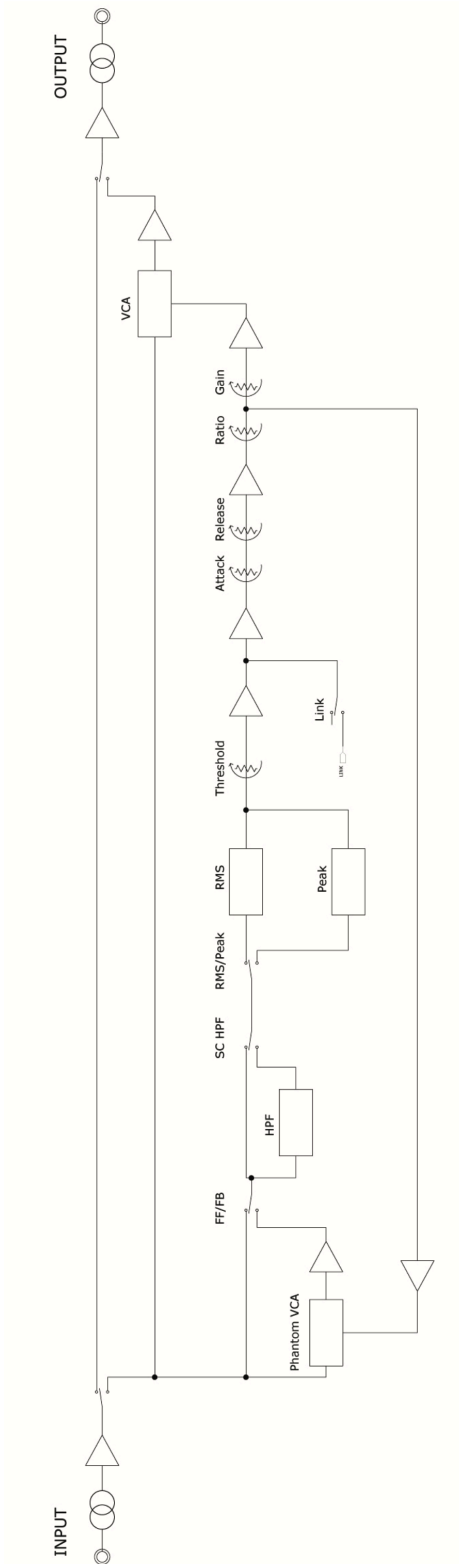 INPUT
OUTPUT
VCA
Gain
Ratio
Release
Attack
Link
LINK
Threshold
RMS
Peak
RMS/Peak
SC HPF
HPF
FF/FB
Phantom VCA